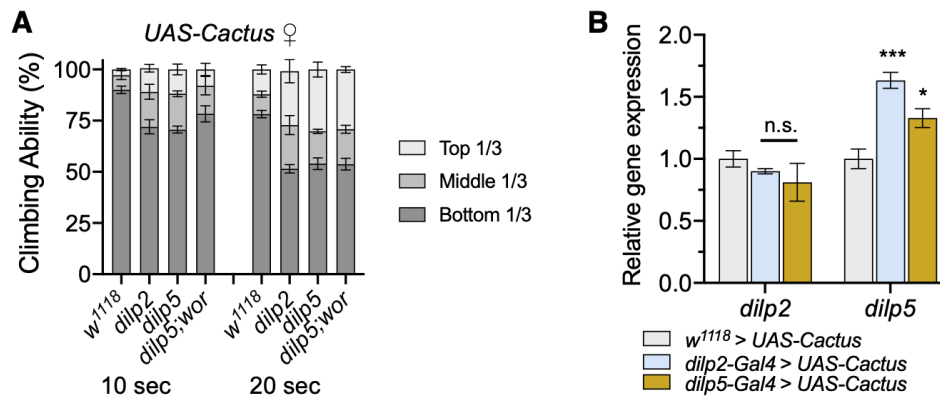 A
UAS-Cactus ♀
Climbing Ability (%)
100
75
50
25
0
w1118
dilp2
dilp5
dilp5;wor
w1118
dilp2
dilp5
dilp5;wor
10 sec
20 sec
Top 1/3
Middle 1/3
Bottom 1/3
B
Relative gene expression
2.0
1.5
1.0
0.5
0.0
n.s.
***
*
dilp2
dilp5
w1118 > UAS-Cactus
dilp2-Gal4 > UAS-Cactus
dilp5-Gal4 > UAS-Cactus